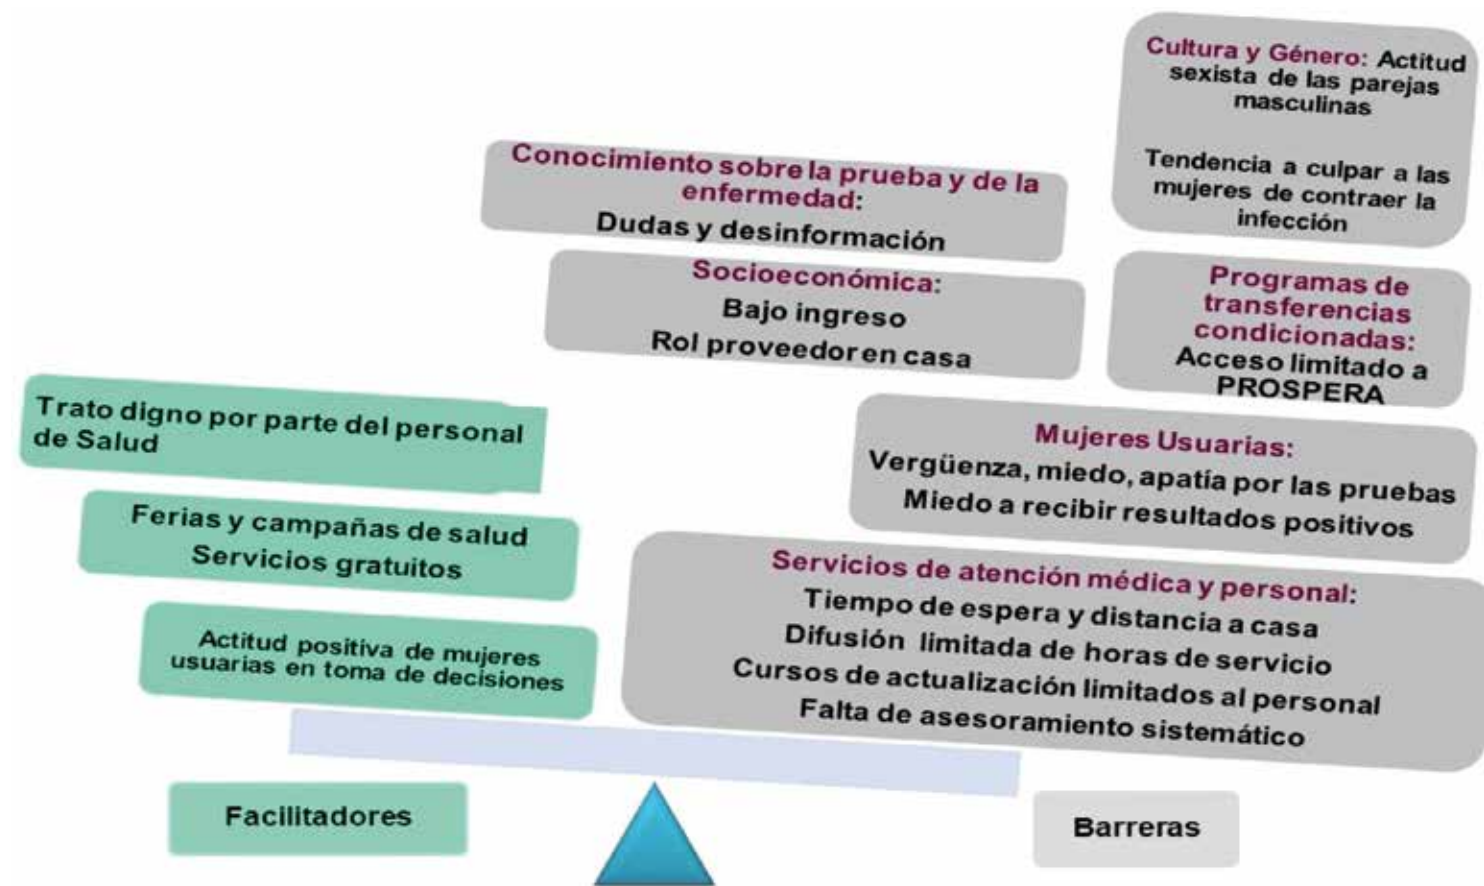 Cultura y Género: Actitud
sexista de las parejas
masculinas
Tendencia a culpar a las
mujeres de contraer la
infección
Conocimiento sobre la prueba y de la
enfermedad:
Dudas y desinformación
Socioeconómica:
Bajo ingreso
Rol proveedor en casa
Programas de
transferencias
condicionadas:
Acceso limitado a
PROSPERA
Trato digno por parte del personal
de Salud
Mujeres Usuarias:
Vergüenza, miedo, apatía por las pruebas
Miedo a recibir resultados positivos
Ferias y campañas de salud
Servicios gratuitos
Servicios de atención médica y personal:
Tiempo de espera y distancia a casa
Difusión limitada de horas de servicio
Cursos de actualización limitados al personal
Falta de asesoramiento sistemático
Actitud positiva de mujeres
usuarias en toma de decisiones
Facilitadores
Barreras